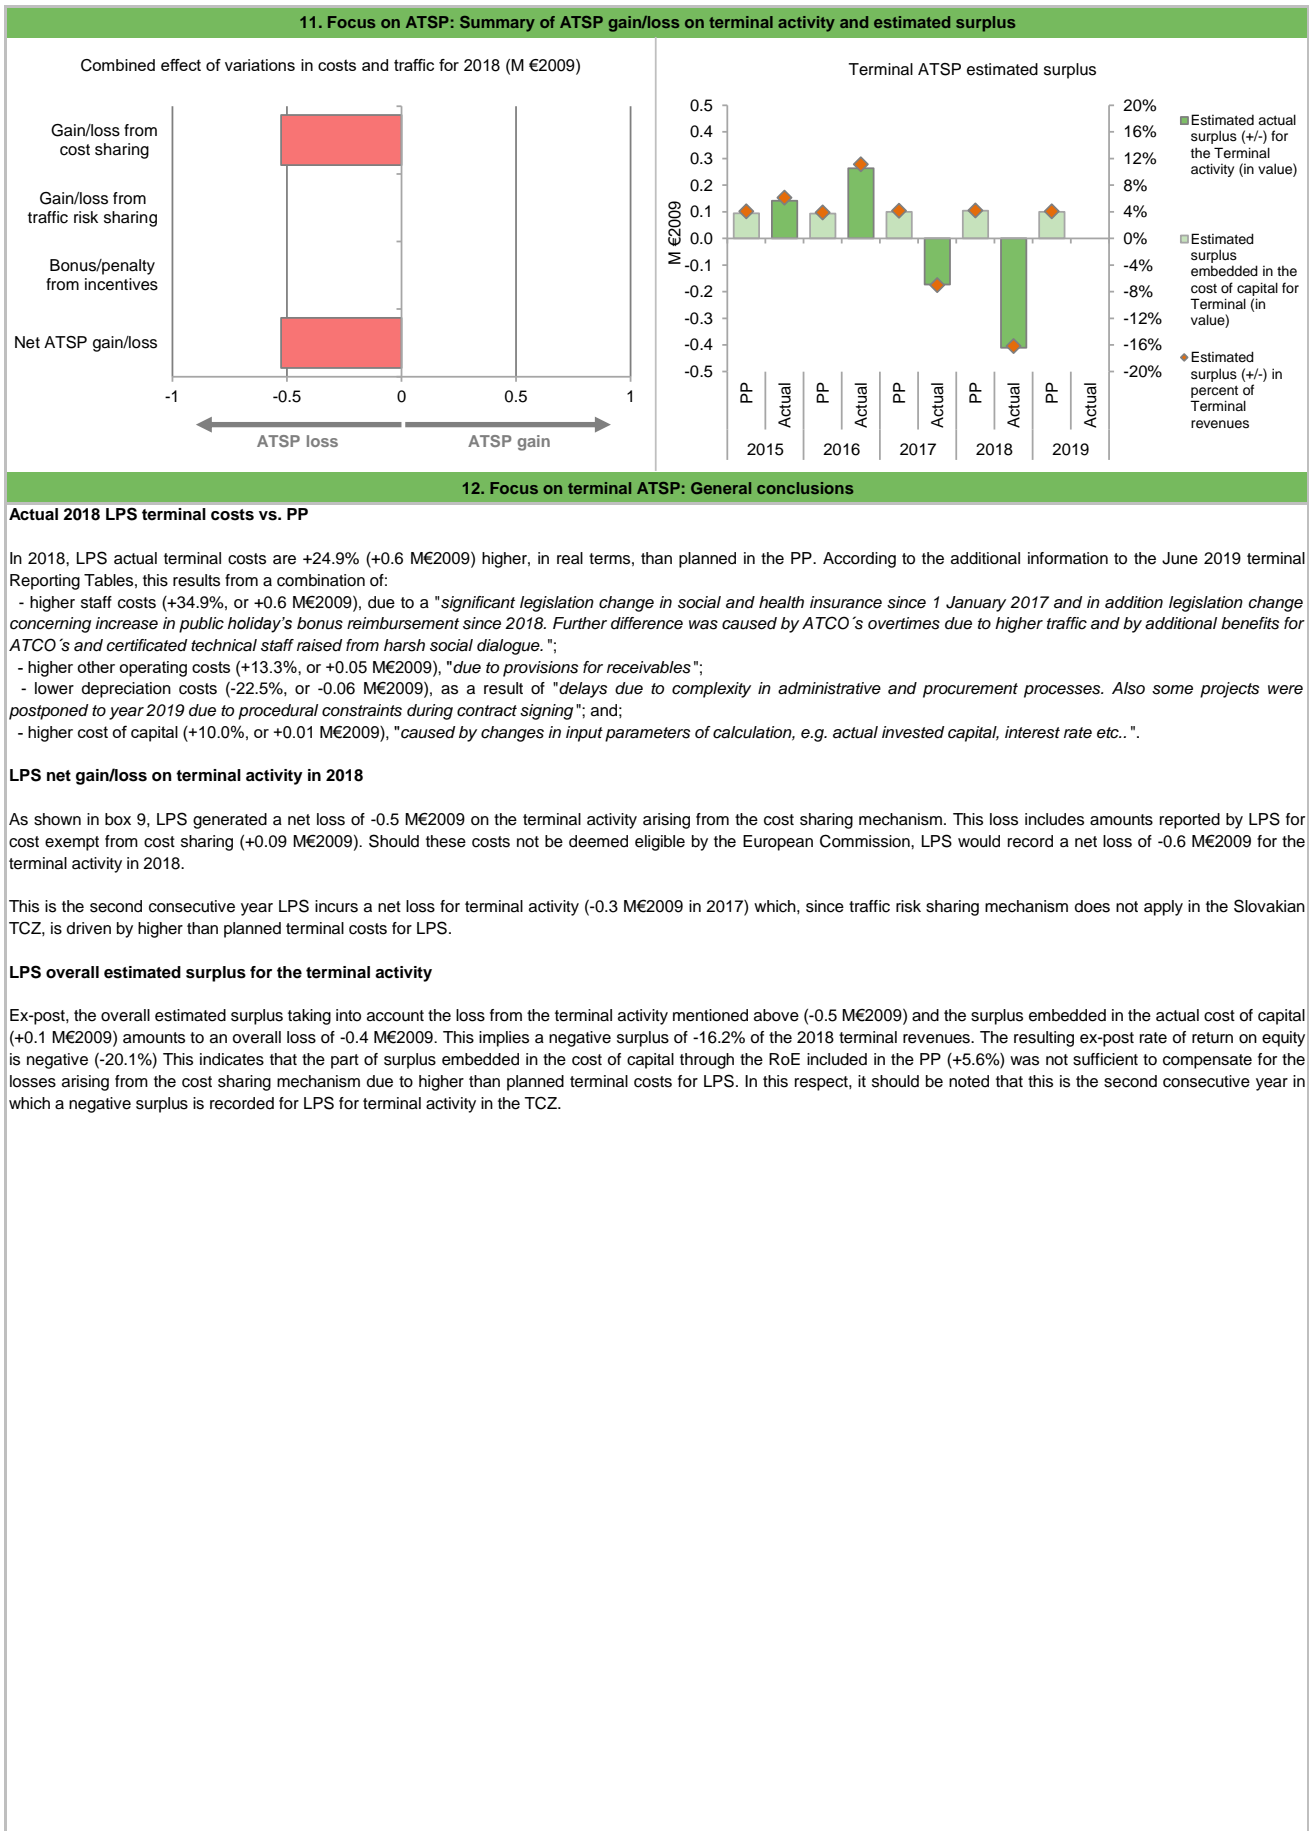 11. Focus on ATSP: Summary of ATSP gain/loss on terminal activity and estimated surplus
Combined effect of variations in costs and traffic for 2018 (M €2009)
Gain/loss from
cost sharing
Gain/loss from
traffic risk sharing
Bonus/penalty
from incentives
Net ATSP gain/loss
-1
-0.5
0
0.5
1
ATSP loss
ATSP gain
Terminal ATSP estimated surplus
M €2009
0.5
0.4
0.3
0.2
0.1
0.0
-0.1
-0.2
-0.3
-0.4
-0.5
20%
16%
12%
8%
4%
0%
-4%
-8%
-12%
-16%
-20%
PP
Actual
PP
Actual
PP
Actual
PP
Actual
PP
Actual
2015
2016
2017
2018
2019
Estimated actual
surplus (+/-) for
the Terminal
activity (in value)
Estimated
surplus
embedded in the
cost of capital for
Terminal (in
value)
Estimated
surplus (+/-) in
percent of
Terminal
revenues
12. Focus on terminal ATSP: General conclusions
Actual 2018 LPS terminal costs vs. PP
In 2018, LPS actual terminal costs are +24.9% (+0.6 M€2009) higher, in real terms, than planned in the PP. According to the additional information to the June 2019 terminal
Reporting Tables, this results from a combination of:
- higher staff costs (+34.9%, or +0.6 M€2009), due to a "significant legislation change in social and health insurance since 1 January 2017 and in addition legislation change
concerning increase in public holiday's bonus reimbursement since 2018. Further difference was caused by ATCO´s overtimes due to higher traffic and by additional benefits for
ATCO´s and certificated technical staff raised from harsh social dialogue.";
- higher other operating costs (+13.3%, or +0.05 M€2009), "due to provisions for receivables";
- lower depreciation costs (-22.5%, or -0.06 M€2009), as a result of "delays due to complexity in administrative and procurement processes. Also some projects were
postponed to year 2019 due to procedural constraints during contract signing"; and;
- higher cost of capital (+10.0%, or +0.01 M€2009), "caused by changes in input parameters of calculation, e.g. actual invested capital, interest rate etc..".
LPS net gain/loss on terminal activity in 2018
As shown in box 9, LPS generated a net loss of -0.5 M€2009 on the terminal activity arising from the cost sharing mechanism. This loss includes amounts reported by LPS for
cost exempt from cost sharing (+0.09 M€2009). Should these costs not be deemed eligible by the European Commission, LPS would record a net loss of -0.6 M€2009 for the
terminal activity in 2018.
This is the second consecutive year LPS incurs a net loss for terminal activity (-0.3 M€2009 in 2017) which, since traffic risk sharing mechanism does not apply in the Slovakian
TCZ, is driven by higher than planned terminal costs for LPS.
LPS overall estimated surplus for the terminal activity
Ex-post, the overall estimated surplus taking into account the loss from the terminal activity mentioned above (-0.5 M€2009) and the surplus embedded in the actual cost of capital
(+0.1 M€2009) amounts to an overall loss of -0.4 M€2009. This implies a negative surplus of -16.2% of the 2018 terminal revenues. The resulting ex-post rate of return on equity
is negative (-20.1%) This indicates that the part of surplus embedded in the cost of capital through the RoE included in the PP (+5.6%) was not sufficient to compensate for the
losses arising from the cost sharing mechanism due to higher than planned terminal costs for LPS. In this respect, it should be noted that this is the second consecutive year in
which a negative surplus is recorded for LPS for terminal activity in the TCZ.